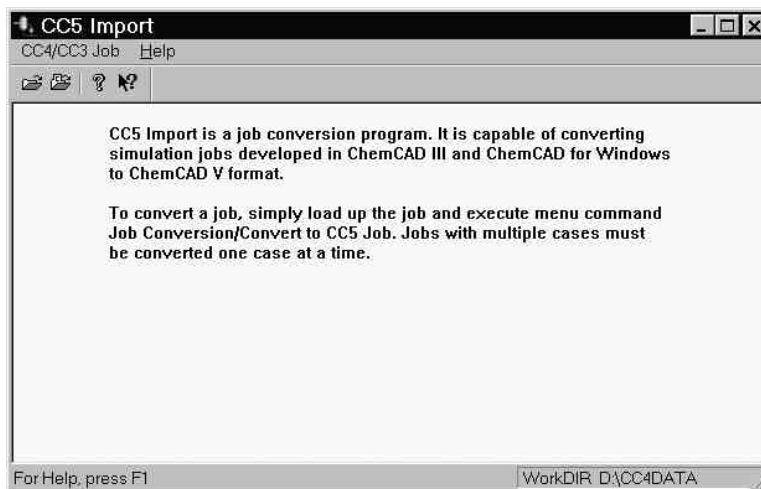 CC5 Import
CC4/CC3 Job Help
CC5 Import is a job conversion program. It is capable of converting
simulation jobs developed in ChemCAD III and ChemCAD for Windows
to ChemCAD V format.
To convert a job, simply load up the job and execute menu command
Job Conversion/Convert to CC5 Job. Jobs with multiple cases must
be converted one case at a time.
For Help, press F1 WorkDIR D:\CC4DATA